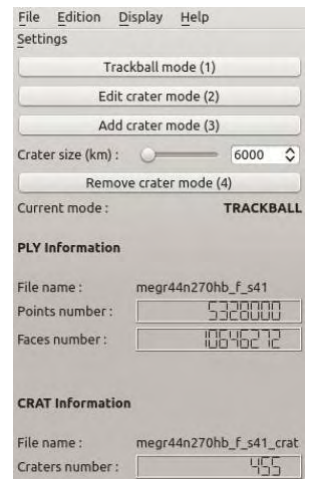 File Edition Display Help
Settings
Trackball mode (1)
Edit crater mode (2)
Add crater mode (3)
Crater size (km) : 6000
Remove crater mode (4)
Current mode : TRACKBALL
PLY Information
File name : megr44n270hb_f_s41
Points number : 5328000
Faces number : 10646272
CRAT Information
File name : megr44n270hb_f_s41_crat
Craters number : 455